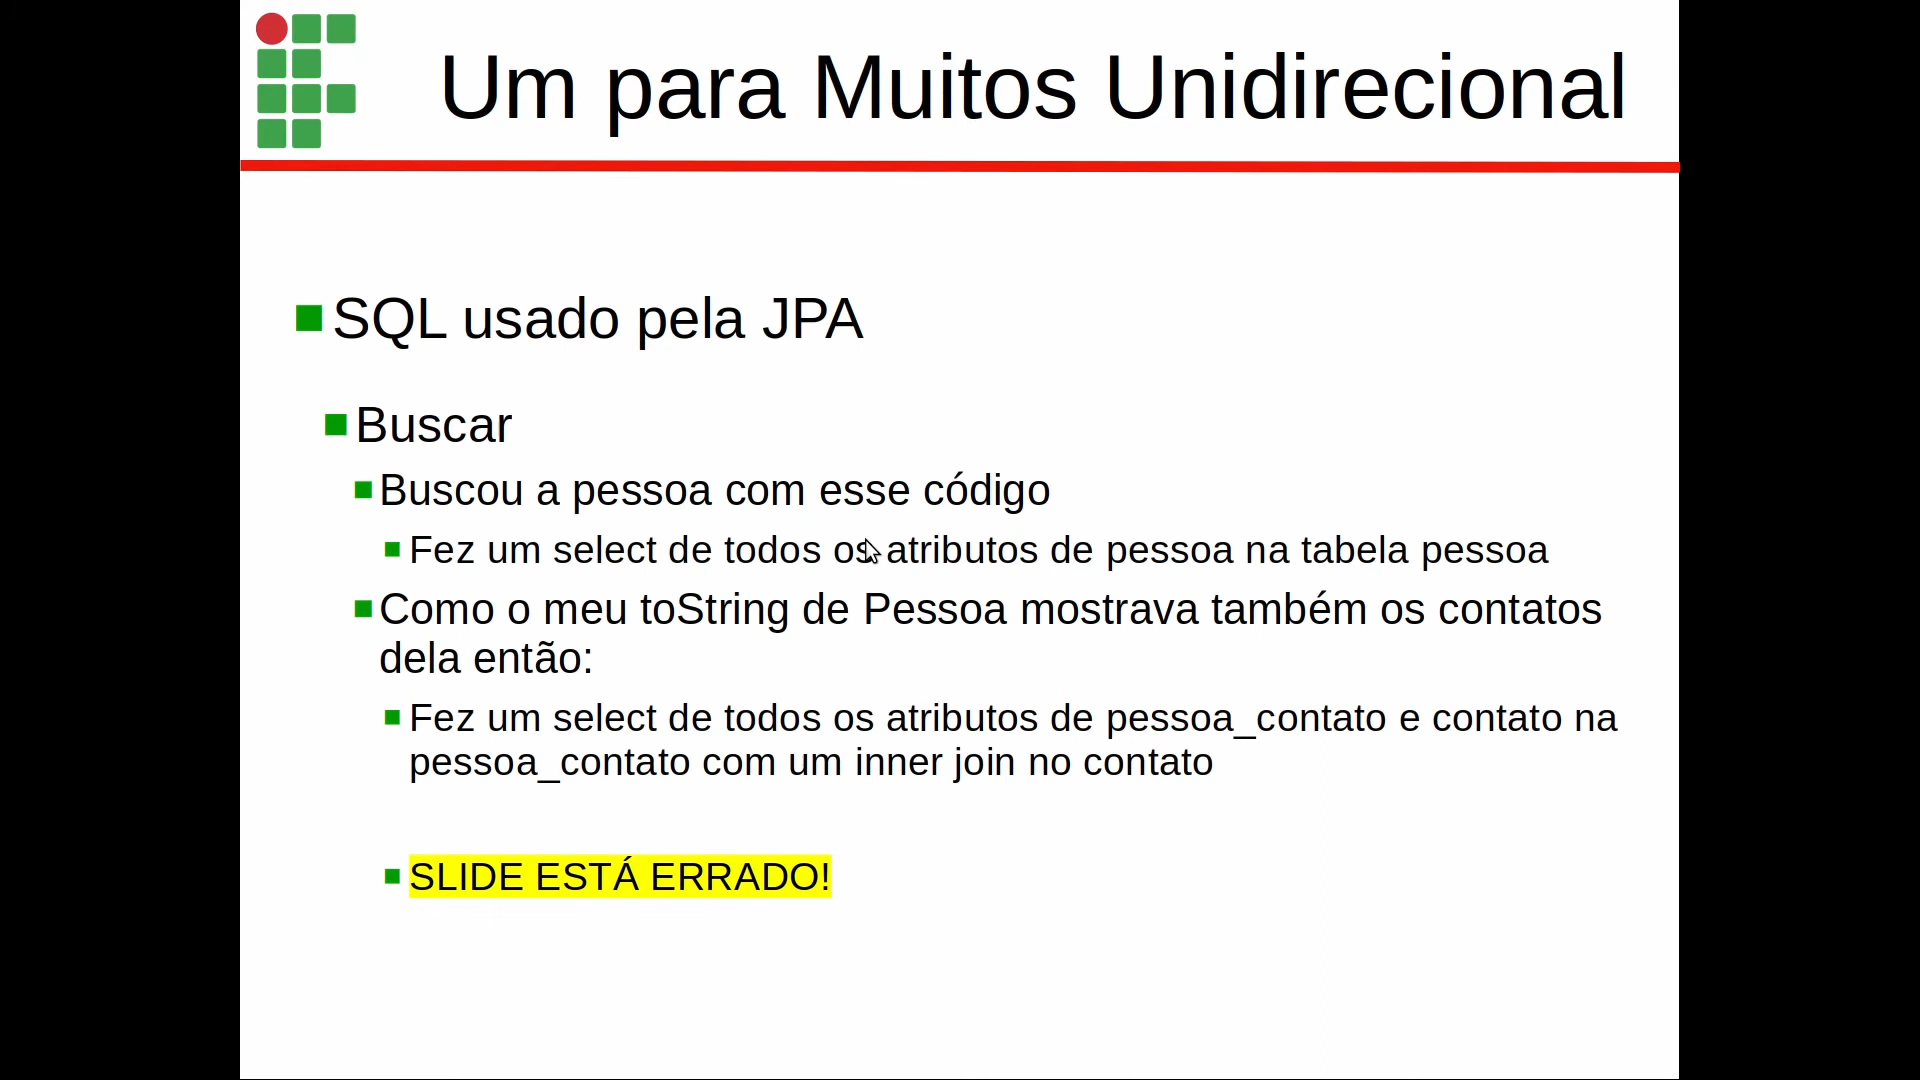 Um para Muitos Unidirecional
SQL usado pela JPA
Buscar
Buscou a pessoa com esse código
Fez um select de todos os atributos de pessoa na tabela pessoa
Como o meu toString de Pessoa mostrava também os contatos
dela então:
Fez um select de todos os atributos de pessoa_contato e contato na
pessoa_contato com um inner join no contato
SLIDE ESTÁ ERRADO!